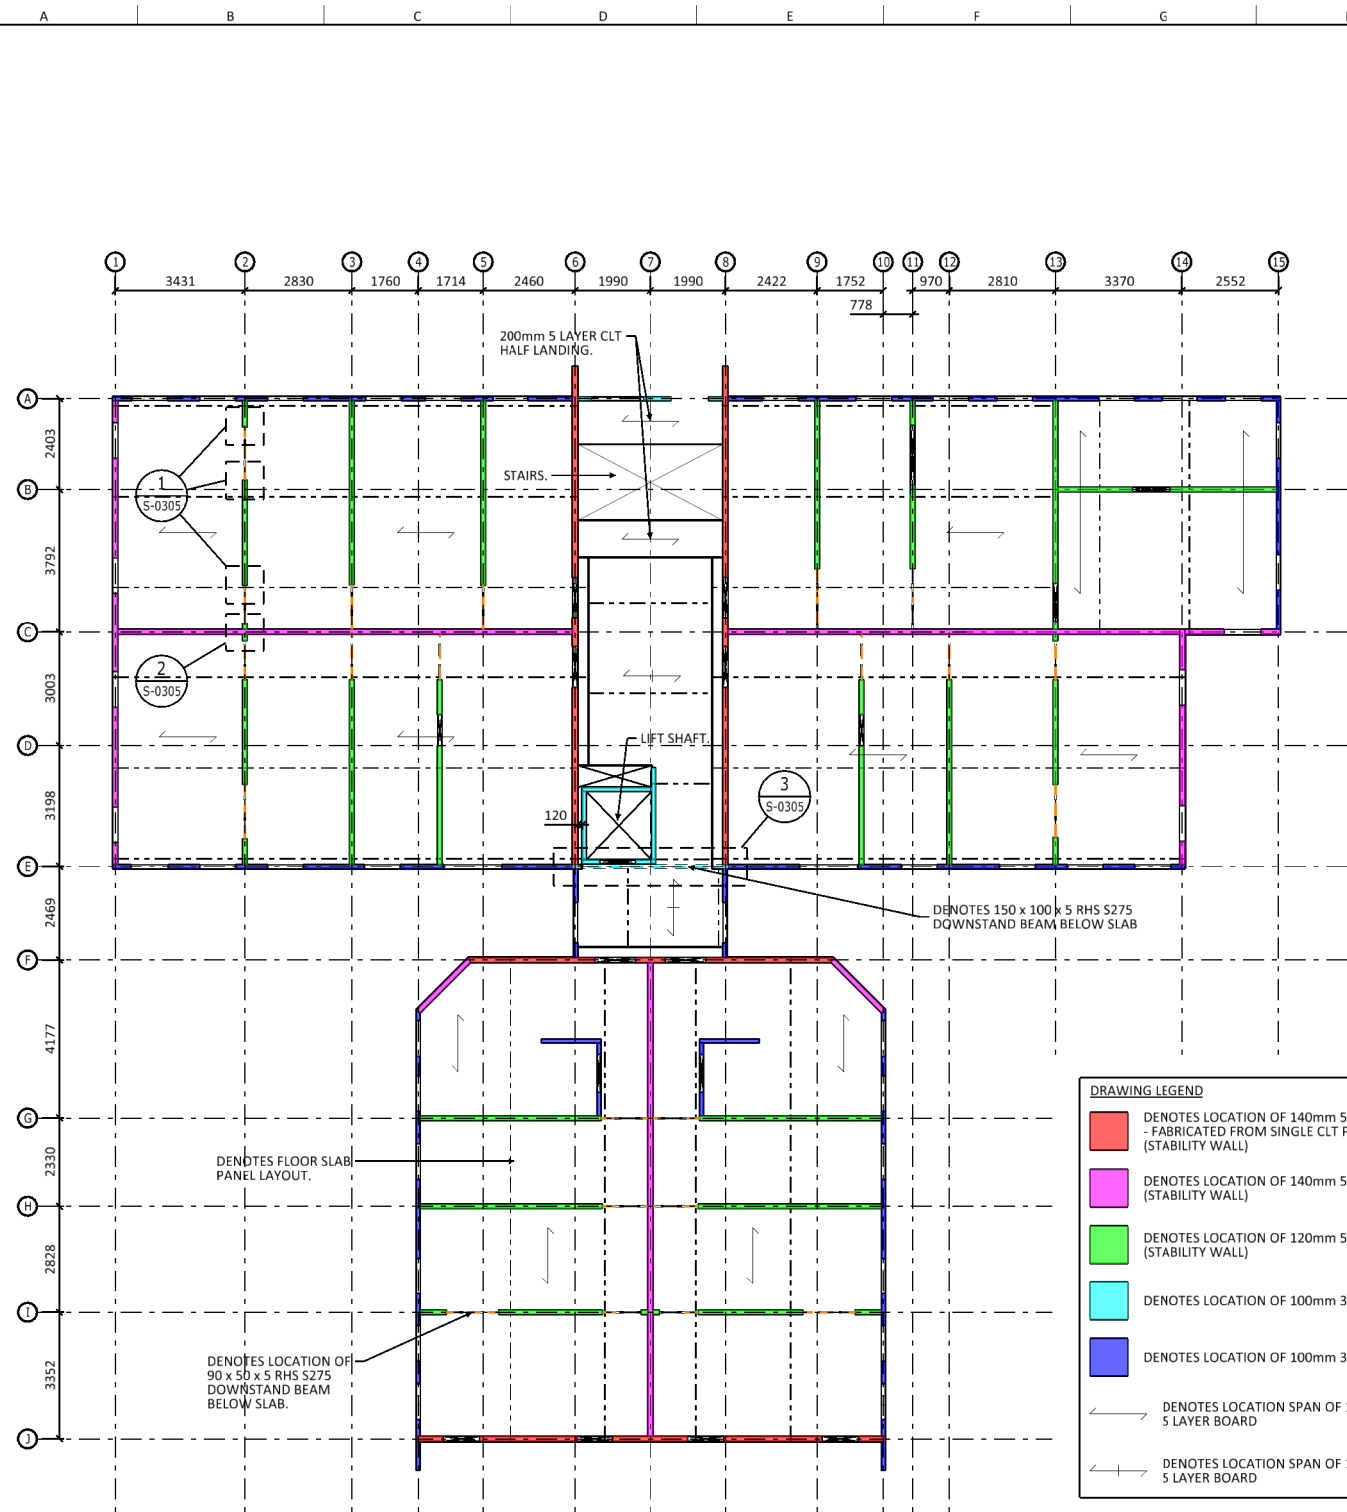 A B C D E F G
1 2 3 4 5 6 7 8 9 10 11 12 13 14 15
3431 2830 1760 1714 2460 1990 1990 2422 1752 970 2810 3370 2552
778
200mm 5 LAYER CLT
HALF LANDING.
A
2403
STAIRS.
B
1
S-0305
3792
C
2
S-0305
3003
LIFT SHAFT.
D
3
S-0305
3198
120
E
2469
DENOTES 150 x 100 x 5 RHS S275
DOWNSTAND BEAM BELOW SLAB
F
4177
G
DENOTES FLOOR SLAB
PANEL LAYOUT.
2330
H
2828
I
DENOTES LOCATION OF
90 x 50 x 5 RHS S275
DOWNSTAND BEAM
BELOW SLAB.
3352
J
DRAWING LEGEND
DENOTES LOCATION OF 140mm 5
- FABRICATED FROM SINGLE CLT
(STABILITY WALL)
DENOTES LOCATION OF 140mm 5
(STABILITY WALL)
DENOTES LOCATION OF 120mm 5
(STABILITY WALL)
DENOTES LOCATION OF 100mm 3
DENOTES LOCATION OF 100mm 3
DENOTES LOCATION SPAN OF
5 LAYER BOARD
DENOTES LOCATION SPAN OF
5 LAYER BOARD